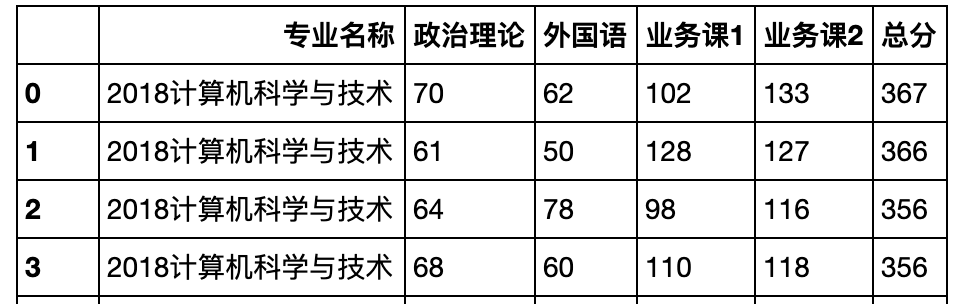 专业名称 政治理论 外国语 业务课1 业务课2 总分
0 2018计算机科学与技术 70 62 102 133 367
1 2018计算机科学与技术 61 50 128 127 366
2 2018计算机科学与技术 64 78 98 116 356
3 2018计算机科学与技术 68 60 110 118 356